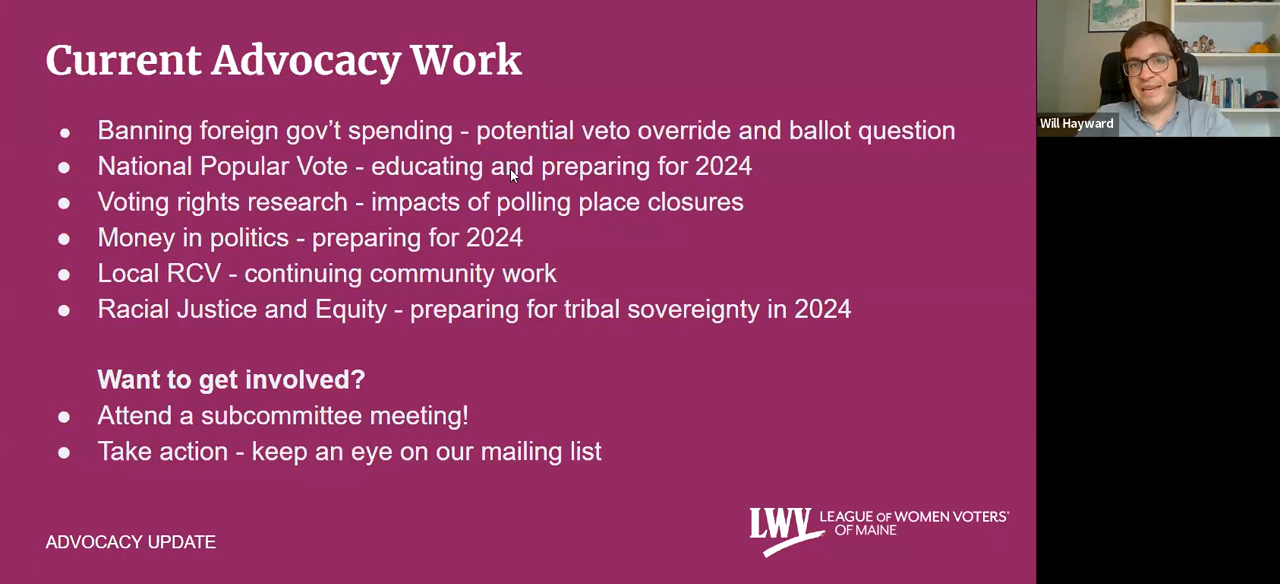 Current Advocacy Work
● Banning foreign gov't spending - potential veto override and ballot question
● National Popular Vote - educating and preparing for 2024
● Voting rights research - impacts of polling place closures
● Money in politics - preparing for 2024
● Local RCV - continuing community work
● Racial Justice and Equity - preparing for tribal sovereignty in 2024
Want to get involved?
● Attend a subcommittee meeting!
● Take action - keep an eye on our mailing list
ADVOCACY UPDATE
LWV LEAGUE OF WOMEN VOTERS®
OF MAINE
Will Hayward